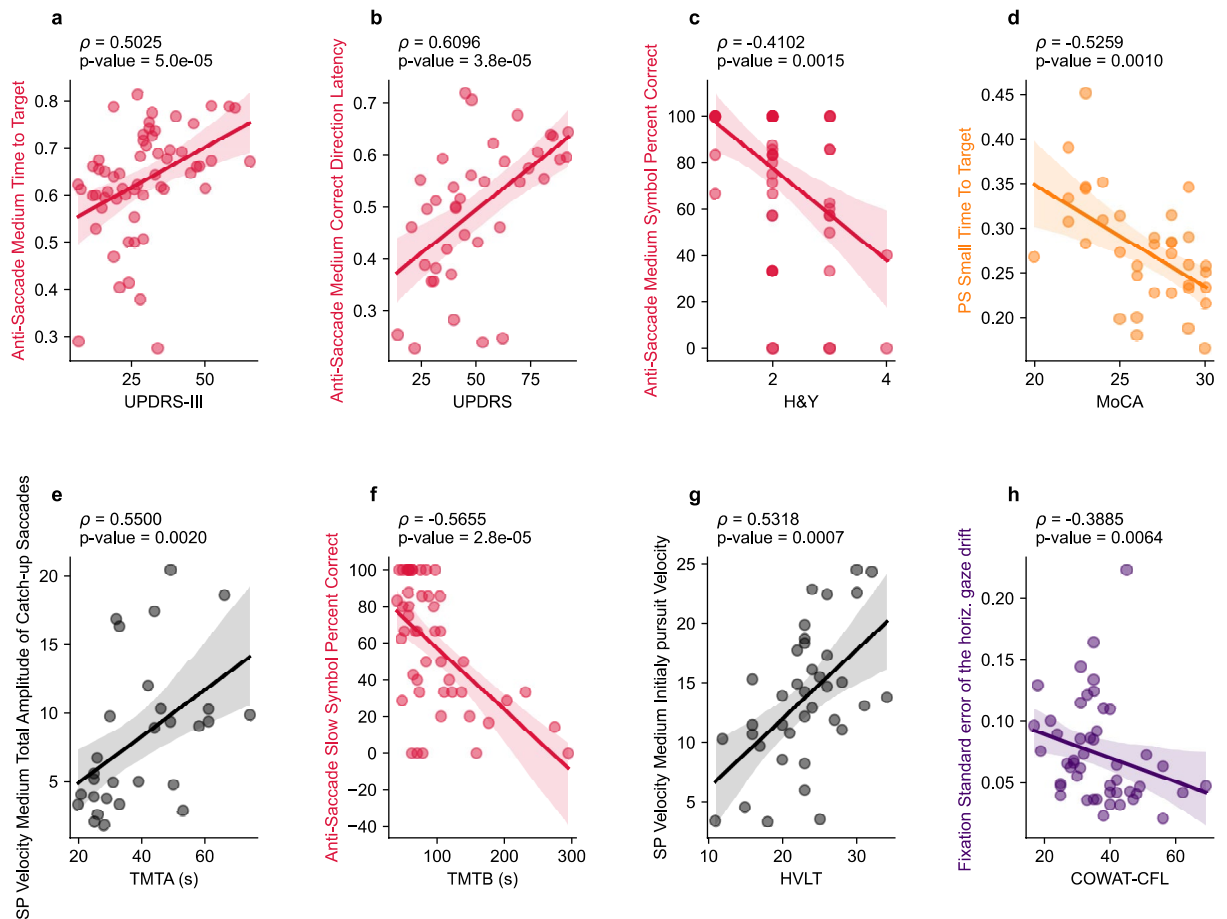 a
ρ = 0.5025
p-value = 5.0e-05
Anti-Saccade Medium Time to Target
0.8
0.7
0.6
0.5
0.4
0.3
25
50
UPDRS-III
b
ρ = 0.6096
p-value = 3.8e-05
Anti-Saccade Medium Correct Direction Latency
0.7
0.6
0.5
0.4
0.3
25
50
75
UPDRS
c
ρ = -0.4102
p-value = 0.0015
Anti-Saccade Medium Symbol Percent Correct
100
80
60
40
20
0
2
4
H&Y
d
ρ = -0.5259
p-value = 0.0010
PS Small Time To Target
0.45
0.40
0.35
0.30
0.25
0.20
20
25
30
MoCA
e
ρ = 0.5500
p-value = 0.0020
SP Velocity Medium Total Amplitude of Catch-up Saccades
20
15
10
5
20
40
60
TMTA (s)
f
ρ = -0.5655
p-value = 2.8e-05
Anti-Saccade Slow Symbol Percent Correct
100
80
60
40
20
0
−20
−40
100
200
300
TMTB (s)
g
ρ = 0.5318
p-value = 0.0007
SP Velocity Medium Initialy pursuit Velocity
25
20
15
10
5
10
20
30
HVLT
h
ρ = -0.3885
p-value = 0.0064
Fixation Standard error of the horiz. gaze drift
0.20
0.15
0.10
0.05
20
40
60
COWAT-CFL